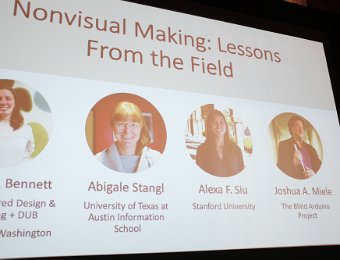 Nonvisual Making: Lessons
From the Field
. Bennett
red Design &
g + DUB
Washington
Abigale Stangl
University of Texas at
Austin Information
School
Alexa F. Siu
Stanford University
Joshua A. Miele
The Blind Arduino
Project